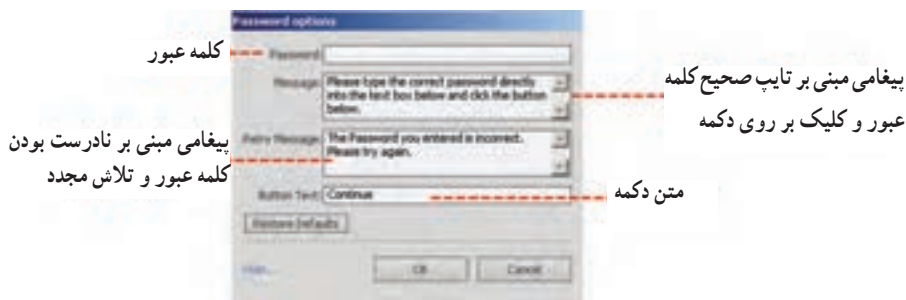 Password options
کلمه عبور
Password
Message
Please type the correct password directly
into the text box below and click the button
below.
پیغامی مبنی بر تایپ صحیح کلمه
عبور و کلیک بر روی دکمه
پیغامی مبنی بر نادرست بودن
کلمه عبور و تلاش مجدد
Retry Message
The Password you entered is incorrect.
Please try again.
Button Text
Continue
متن دکمه
Restore Defaults
OK
Cancel